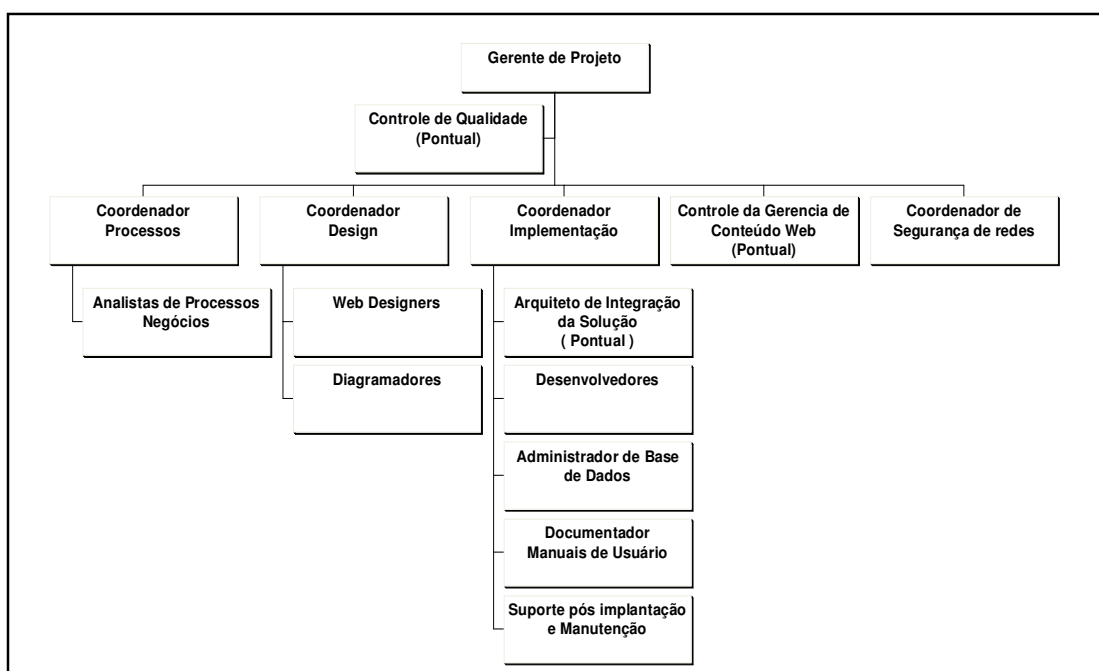 Gerente de Projeto
Controle de Qualidade
(Pontual)
Coordenador
Processos
Coordenador
Design
Coordenador
Implementação
Controle da Gerencia de
Conteúdo Web
(Pontual)
Coordenador de
Segurança de redes
Analistas de Processos
Negócios
Web Designers
Diagramadores
Arquiteto de Integração
da Solução
( Pontual )
Desenvolvedores
Administrador de Base
de Dados
Documentador
Manuais de Usuário
Suporte pós implantação
e Manutenção